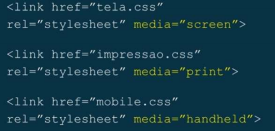 <link href=”tela.css”
rel=”stylesheet” media=”screen”>
<link href=”impressao.css”
rel=”stylesheet” media=”print”>
<link href=”mobile.css”
rel=”stylesheet” media=”handheld”>